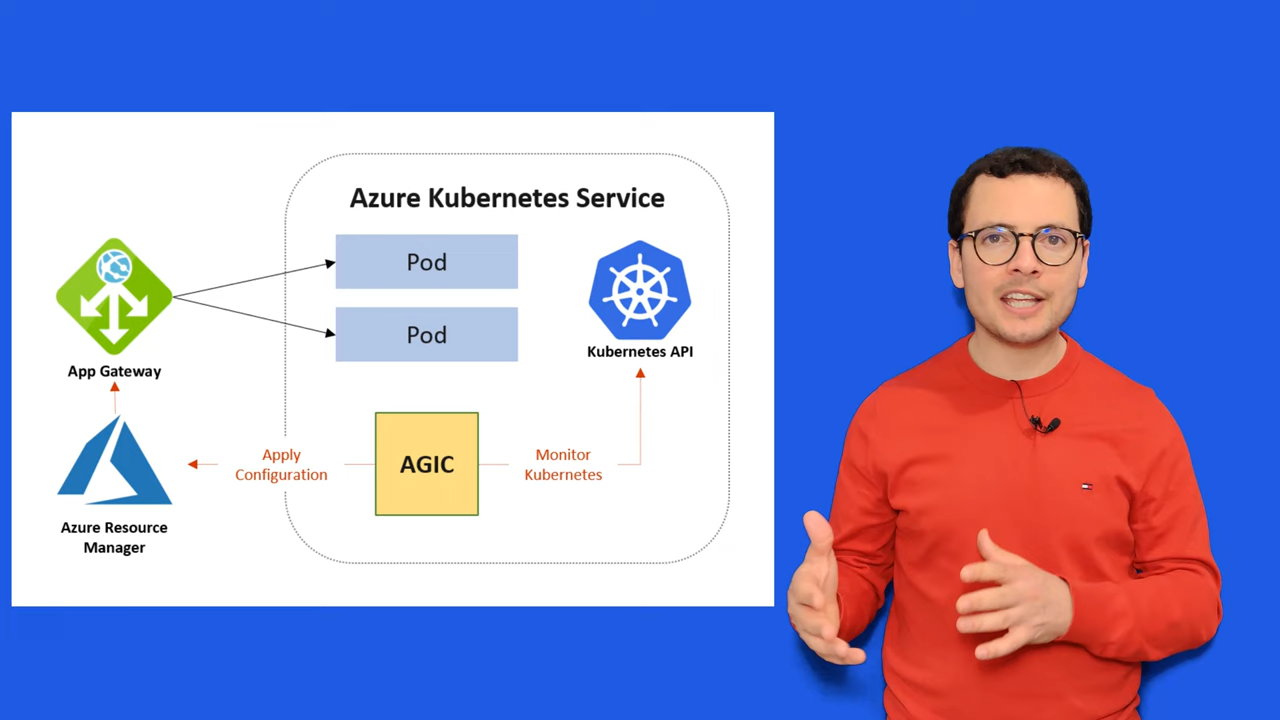 Azure Kubernetes Service
Pod
Pod
App Gateway
Kubernetes API
Apply
Configuration
AGIC
Monitor
Kubernetes
Azure Resource
Manager